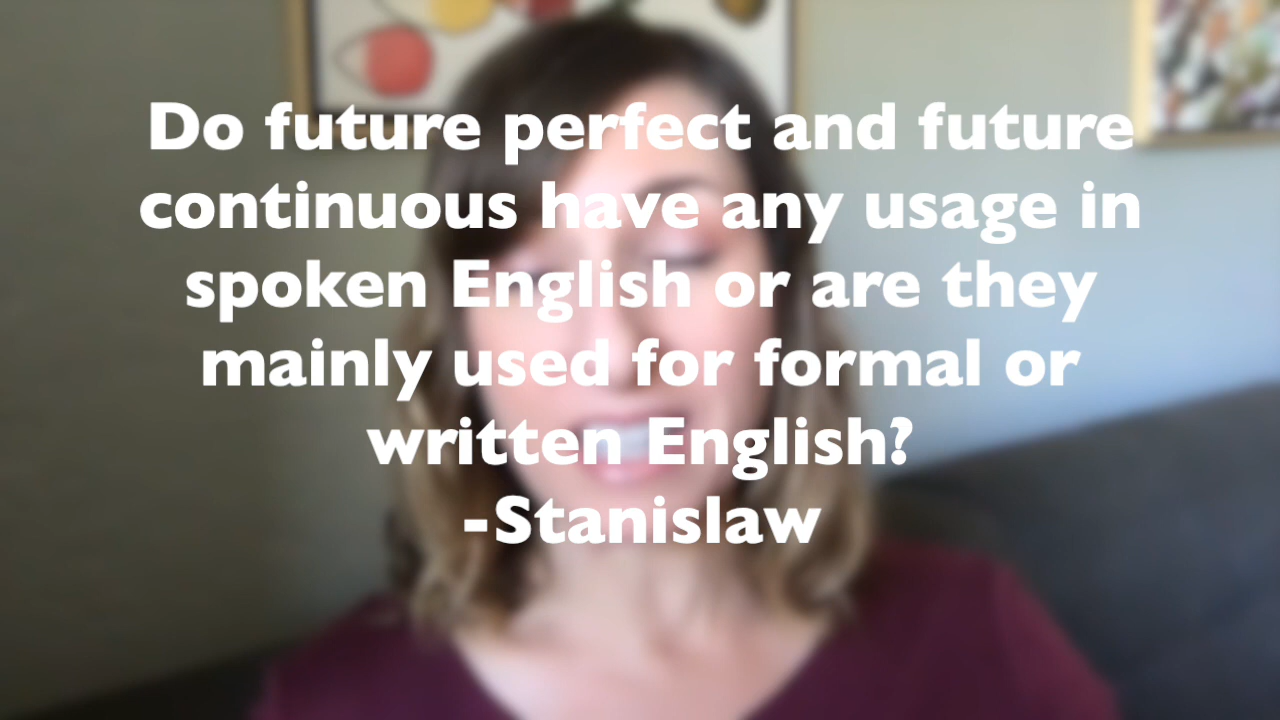 Do future perfect and future
continuous have any usage in
spoken English or are they
mainly used for formal or
written English?
-Stanislaw